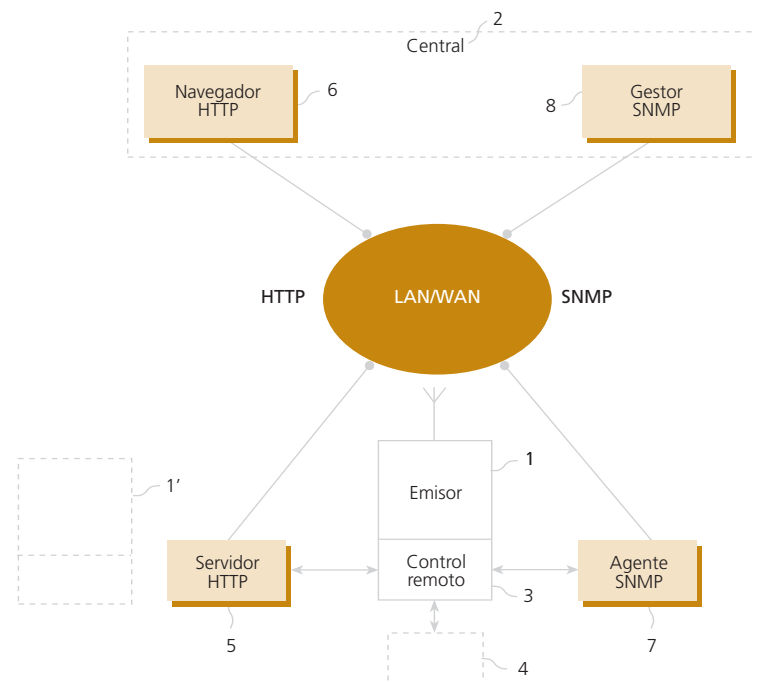 2
Central
Navegador
HTTP
6
8
Gestor
SNMP
HTTP
LAN/WAN
SNMP
1
1’
Emisor
Servidor
HTTP
Control
remoto
Agente
SNMP
3
5
7
4